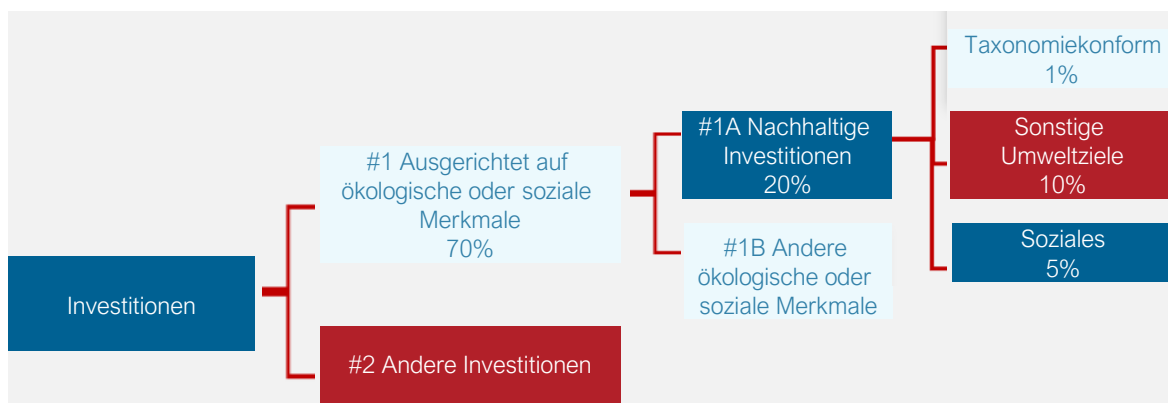 Investitionen
#1 Ausgerichtet auf
ökologische oder soziale
Merkmale
70%
#2 Andere Investitionen
#1A Nachhaltige
Investitionen
20%
#1B Andere
ökologische oder
soziale Merkmale
Taxonomiekonform
1%
Sonstige
Umweltziele
10%
Soziales
5%